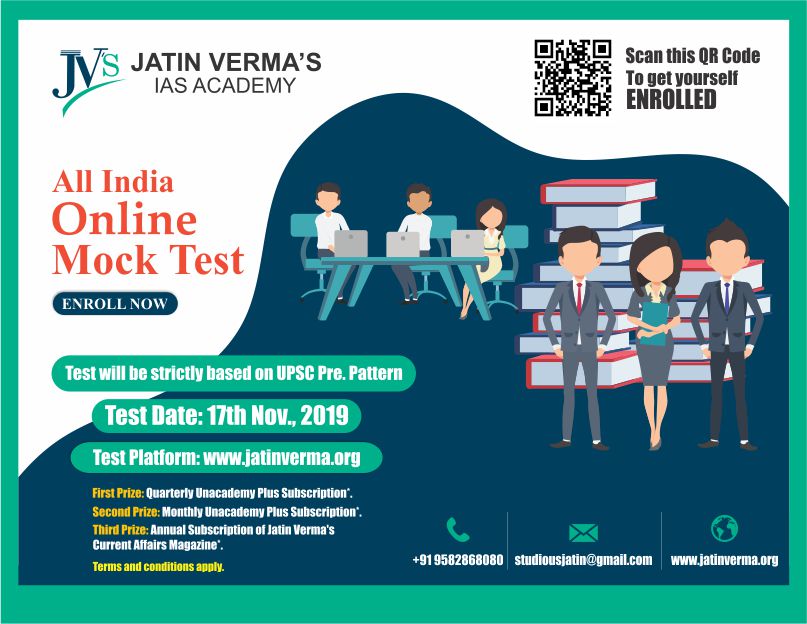 JV'S
JATIN VERMA'S
IAS ACADEMY
Scan this QR Code
To get yourself
ENROLLED
All India
Online
Mock Test
ENROLL NOW
Test will be strictly based on UPSC Pre. Pattern
Test Date: 17th Nov., 2019
Test Platform: www.jatinverma.org
First Prize: Quarterly Unacademy Plus Subscription*.
Second Prize: Monthly Unacademy Plus Subscription*.
Third Prize: Annual Subscription of Jatin Verma's
Current Affairs Magazine*.
Terms and conditions apply.
+91 9582868080
studiousjatin@gmail.com
www.jatinverma.org